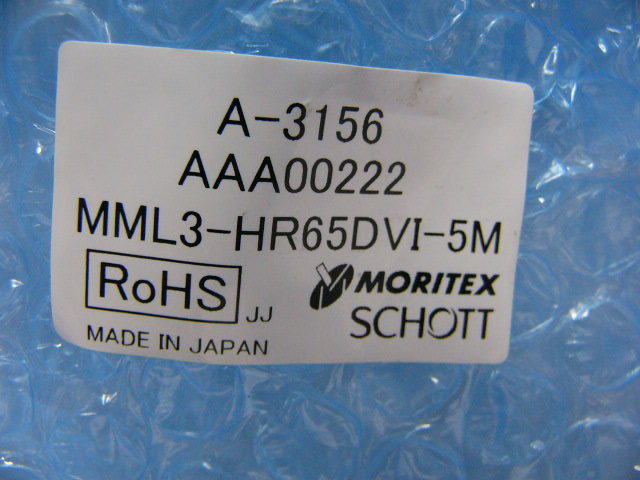 A-3156
AAA00222
MML3-HR65DVI-5M
RoHS JJ
MORITEX
SCHOTT
MADE IN JAPAN